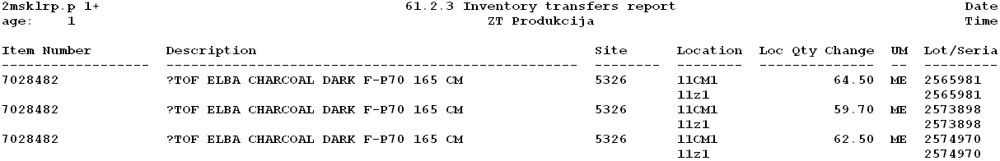 2msklrp.p 1+ 61.2.3 Inventory transfers report Date
age: 1 ZT Produkcija Time
Item Number Description Site Location Loc Qty Change UM Lot/Seria
------------------ -------------------------------------------------- -------- -------- -------------- -- ---------
7028482 ?TOF ELBA CHARCOAL DARK F-P70 165 CM 5326 11CM1 64.50 ME 2565981
11z1 2565981
7028482 ?TOF ELBA CHARCOAL DARK F-P70 165 CM 5326 11CM1 59.70 ME 2573898
11z1 2573898
7028482 ?TOF ELBA CHARCOAL DARK F-P70 165 CM 5326 11CM1 62.50 ME 2574970
11z1 2574970